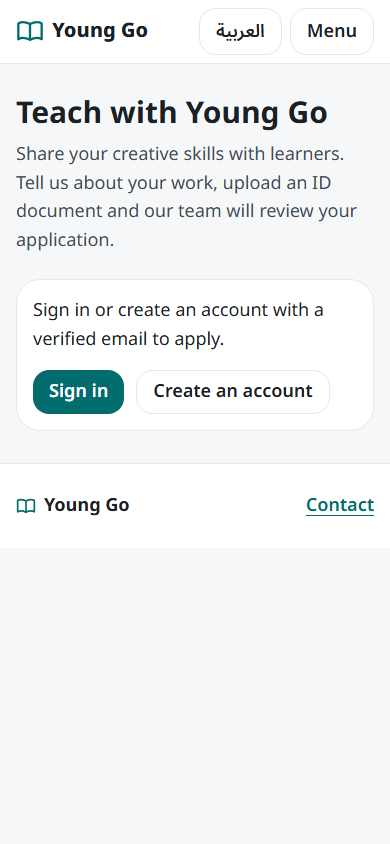 Young Go
العربية
Menu
Teach with Young Go
Share your creative skills with learners.
Tell us about your work, upload an ID
document and our team will review your
application.
Sign in or create an account with a
verified email to apply.
Sign in
Create an account
Young Go
Contact